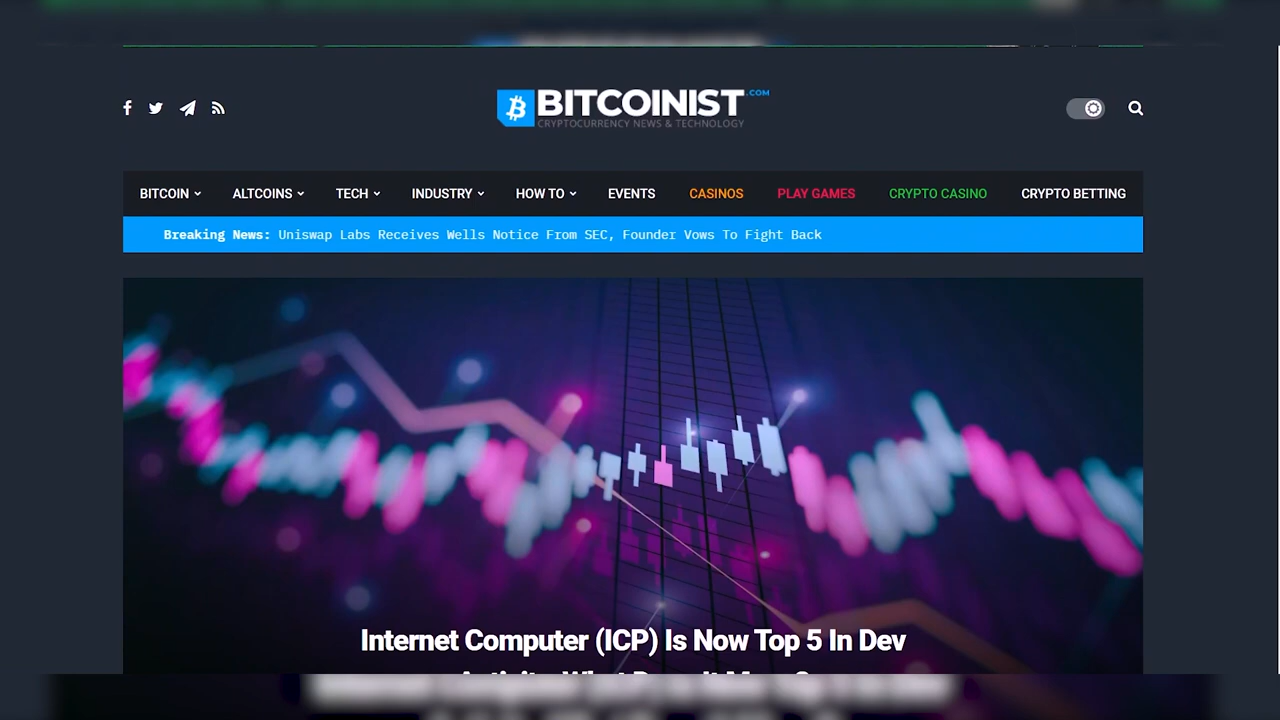 BITCOINIST.COM
CRYPTOCURRENCY NEWS & TECHNOLOGY
BITCOIN ALTCOINS TECH INDUSTRY HOW TO EVENTS CASINOS PLAY GAMES CRYPTO CASINO CRYPTO BETTING
Breaking News: Uniswap Labs Receives Wells Notice From SEC, Founder Vows To Fight Back
Internet Computer (ICP) Is Now Top 5 In Dev